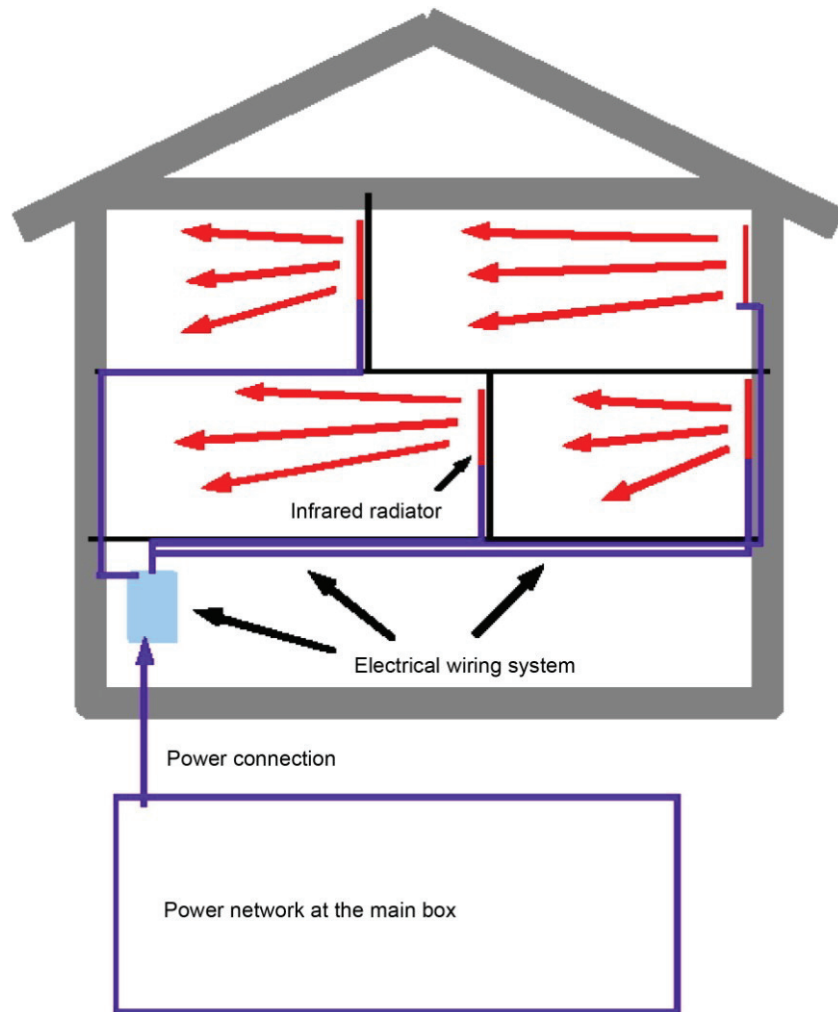 Infrared radiator
Electrical wiring system
Power connection
Power network at the main box